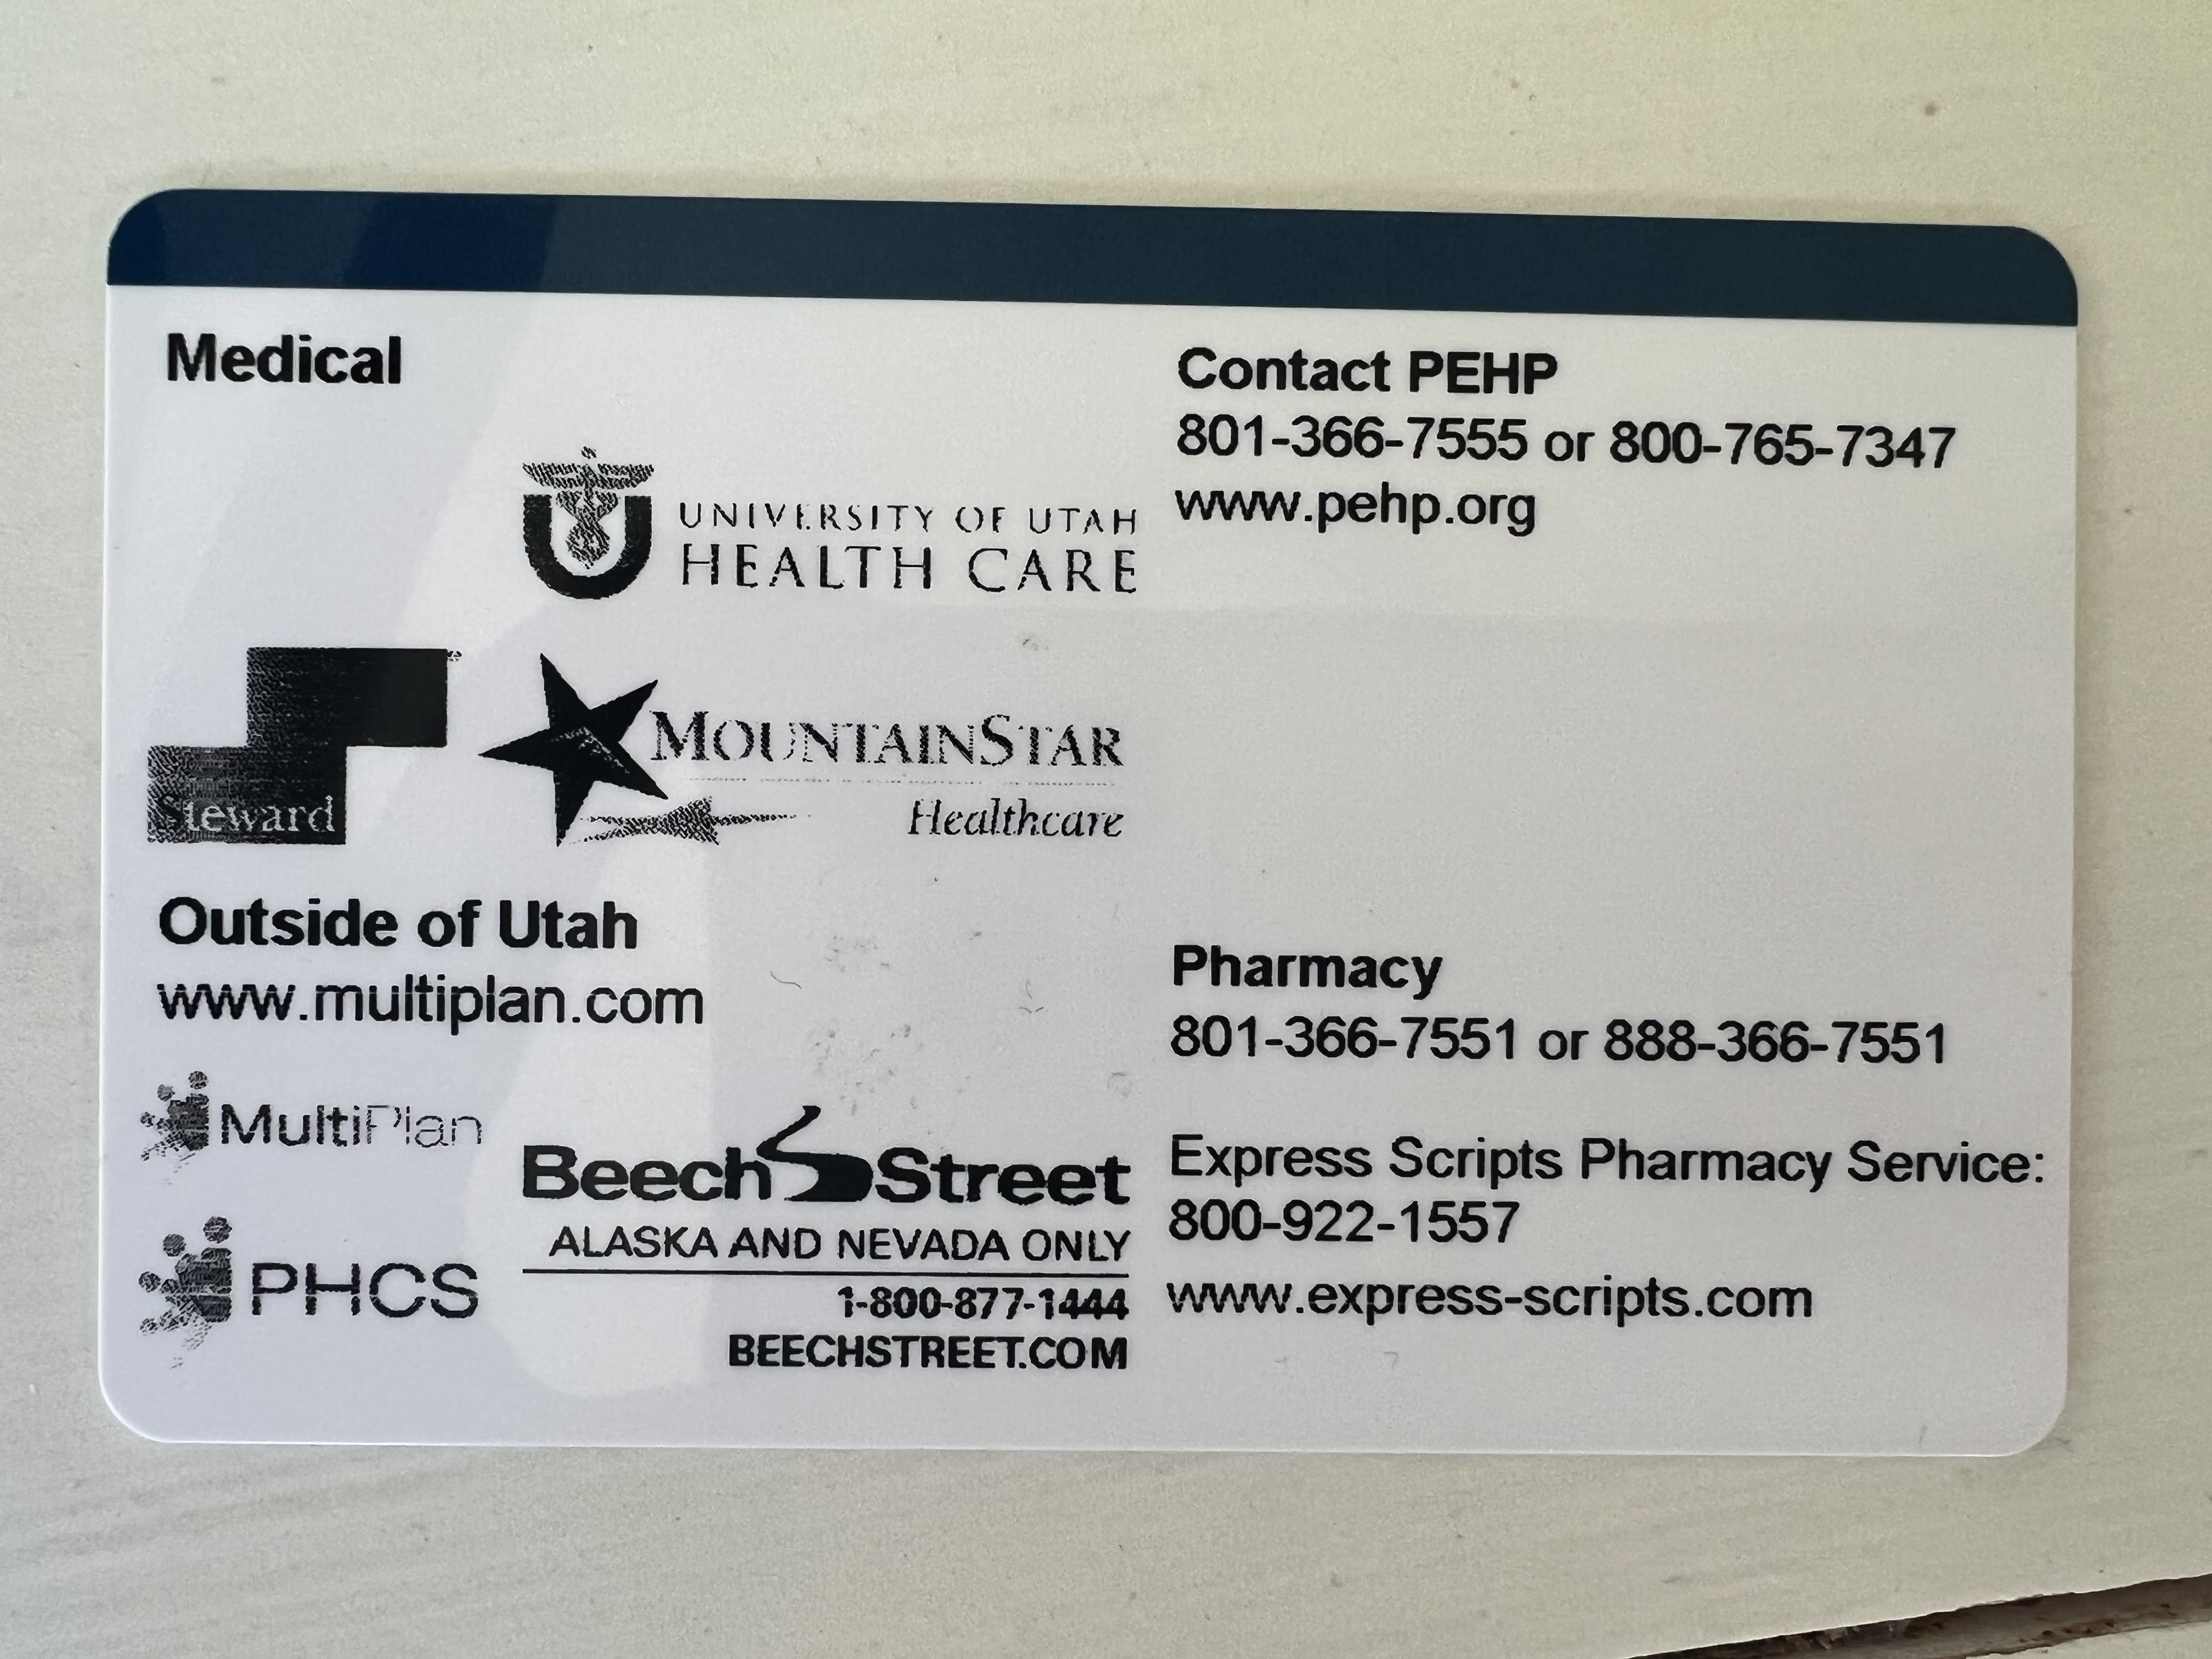 Medical
UNIVERSITY OF UTAH
HEALTH CARE
Steward
MOUNTAINSTAR
Healthcare
Outside of Utah
www.multiplan.com
MultiPlan
PHCS
BeechStreet
ALASKA AND NEVADA ONLY
1-800-877-1444
BEECHSTREET.COM
Contact PEHP
801-366-7555 or 800-765-7347
www.pehp.org
Pharmacy
801-366-7551 or 888-366-7551
Express Scripts Pharmacy Service:
800-922-1557
www.express-scripts.com